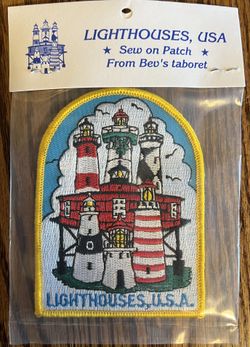 LIGHTHOUSES, USA
★ Sew on Patch ★
From Bev's taboret
LIGHTHOUSES, U.S.A.